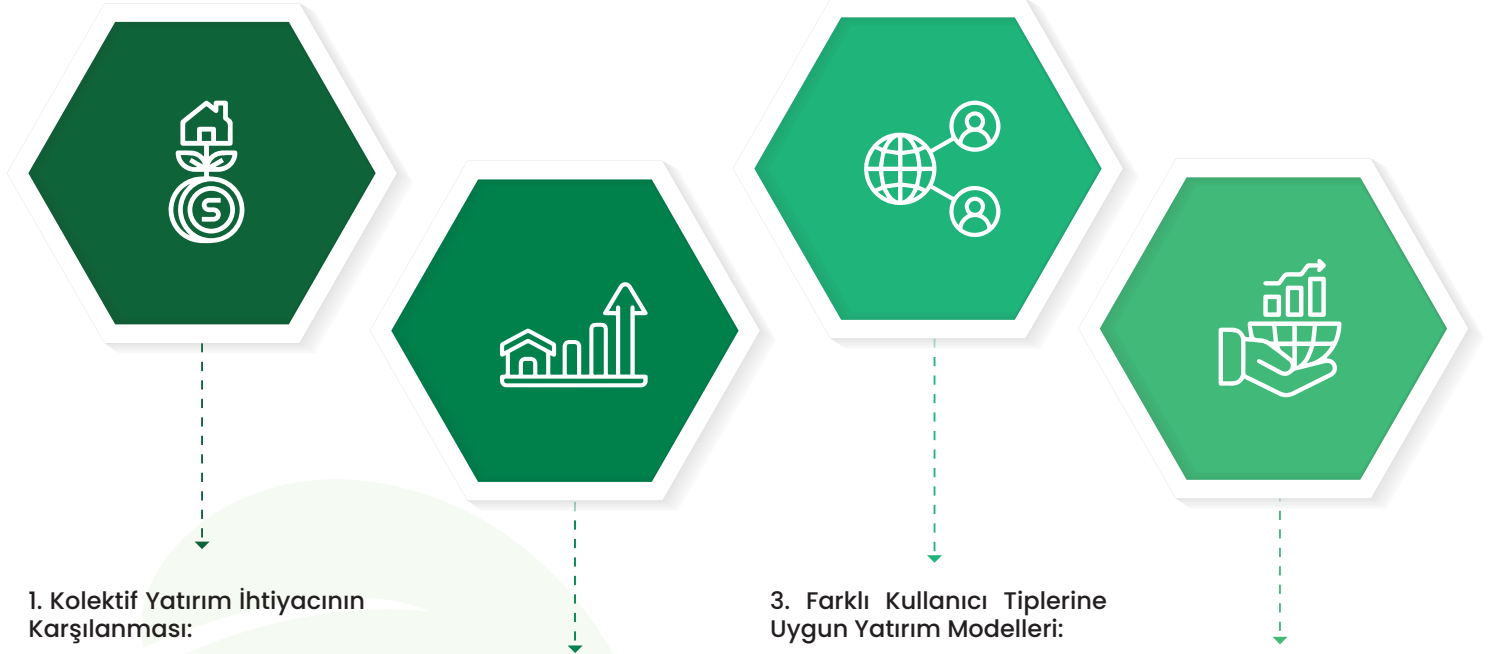 1. Kolektif Yatırım İhtiyacının
Karşılanması:
3. Farklı Kullanıcı Tiplerine
Uygun Yatırım Modelleri: